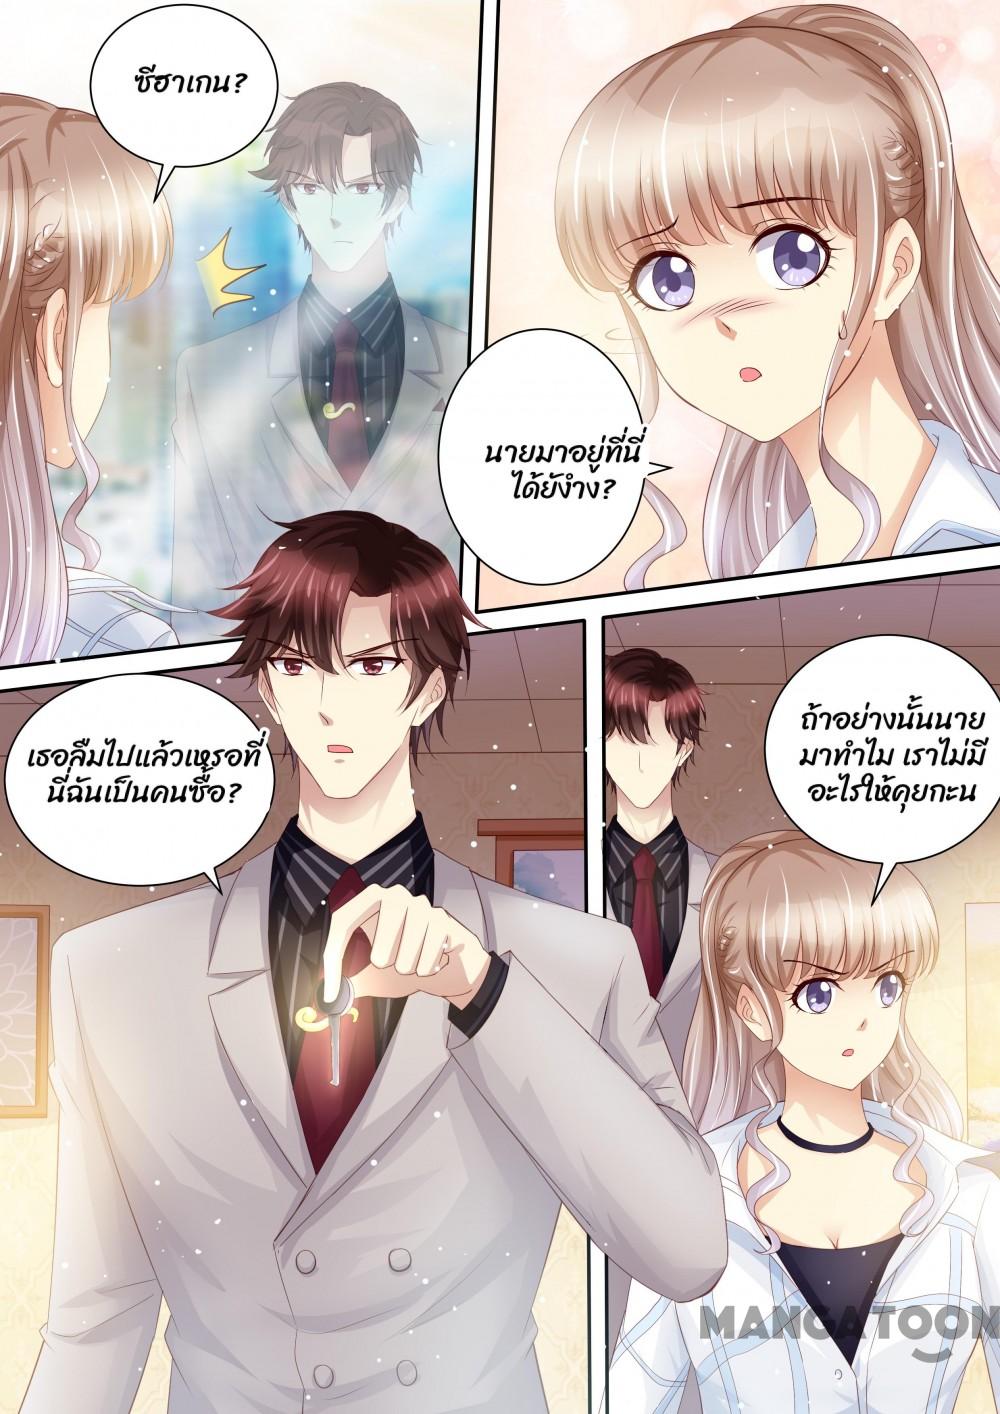 ซีฮาเกน?
นายมาอยู่ที่นี่
ได้ยังำง?
เธอลืมไปแล้วเหรอที่
นี่ฉันเป็นคนซื้อ?
ถ้าอย่างนั้นนาย
มาทำไม เราไม่มี
อะไรให้คุยกะน
MANGATOON